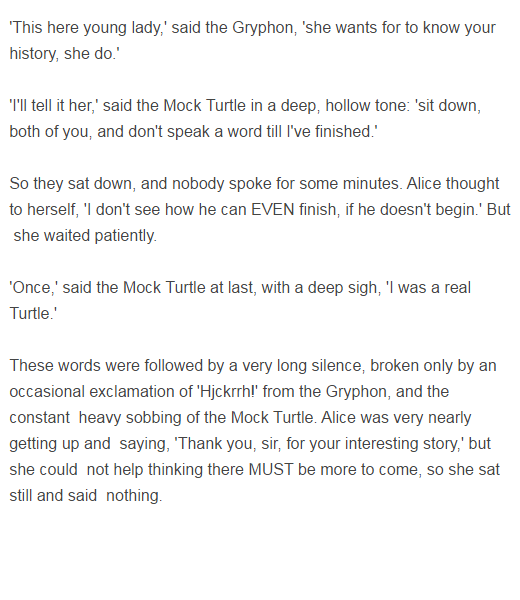 'This here young lady,' said the Gryphon, 'she wants for to know your
history, she do.'
'I'll tell it her,' said the Mock Turtle in a deep, hollow tone: 'sit down,
both of you, and don't speak a word till I've finished.'
So they sat down, and nobody spoke for some minutes. Alice thought
to herself, 'I don't see how he can EVEN finish, if he doesn't begin.' But
she waited patiently.
'Once,' said the Mock Turtle at last, with a deep sigh, 'I was a real
Turtle.'
These words were followed by a very long silence, broken only by an
occasional exclamation of 'Hjckrrh!' from the Gryphon, and the
constant  heavy sobbing of the Mock Turtle. Alice was very nearly
getting up and  saying, 'Thank you, sir, for your interesting story,' but
she could  not help thinking there MUST be more to come, so she sat
still and said  nothing.